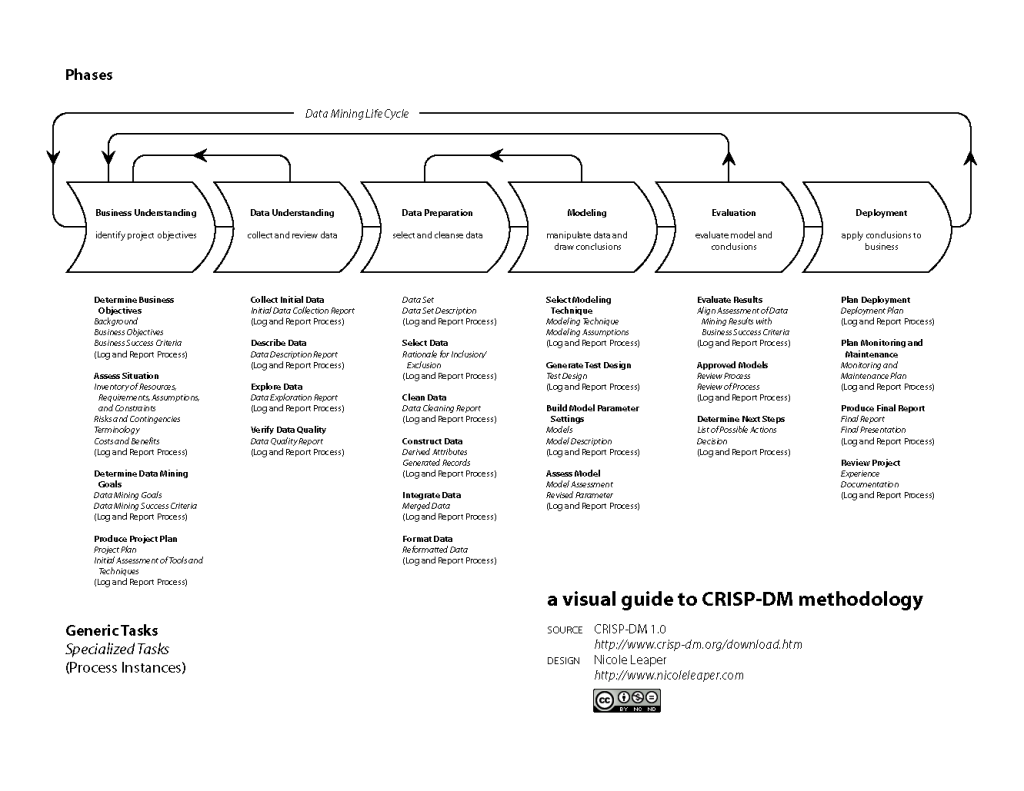 Phases
Data Mining Life Cycle
Business Understanding
identify project objectives
Data Understanding
collect and review data
Data Preparation
select and cleanse data
Modeling
manipulate data and
draw conclusions
Evaluation
evaluate model and
conclusions
Deployment
apply conclusions to
business
Determine Business
Objectives
Background
Business Objectives
Business Success Criteria
(Log and Report Process)
Assess Situation
Inventory of Resources,
Requirements, Assumptions,
and Constraints
Risks and Contingencies
Terminology
Costs and Benefits
(Log and Report Process)
Determine Data Mining
Goals
Data Mining Goals
Data Mining Success Criteria
(Log and Report Process)
Produce Project Plan
Project Plan
Initial Assessment of Tools and
Techniques
(Log and Report Process)
Collect Initial Data
Initial Data Collection Report
(Log and Report Process)
Describe Data
Data Description Report
(Log and Report Process)
Explore Data
Data Exploration Report
(Log and Report Process)
Verify Data Quality
Data Quality Report
(Log and Report Process)
Data Set
Data Set Description
(Log and Report Process)
Select Data
Rationale for Inclusion/
Exclusion
(Log and Report Process)
Clean Data
Data Cleaning Report
(Log and Report Process)
Construct Data
Derived Attributes
Generated Records
(Log and Report Process)
Integrate Data
Merged Data
(Log and Report Process)
Format Data
Reformatted Data
(Log and Report Process)
Select Modeling
Technique
Modeling Technique
Modeling Assumptions
(Log and Report Process)
Generate Test Design
Test Design
(Log and Report Process)
Build Model Parameter
Settings
Models
Model Description
(Log and Report Process)
Assess Model
Model Assessment
Revised Parameter
(Log and Report Process)
Evaluate Results
Align Assessment of Data
Mining Results with
Business Success Criteria
(Log and Report Process)
Approved Models
Review Process
Review of Process
(Log and Report Process)
Determine Next Steps
List of Possible Actions
Decision
(Log and Report Process)
Plan Deployment
Deployment Plan
(Log and Report Process)
Plan Monitoring and
Maintenance
Monitoring and
Maintenance Plan
(Log and Report Process)
Produce Final Report
Final Report
Final Presentation
(Log and Report Process)
Review Project
Experience
Documentation
(Log and Report Process)
Generic Tasks
Specialized Tasks
(Process Instances)
a visual guide to CRISP-DM methodology
SOURCE CRISP-DM 1.0
http://www.crisp-dm.org/download.htm
DESIGN Nicole Leaper
http://www.nicoleleaper.com
cc
BY NC ND